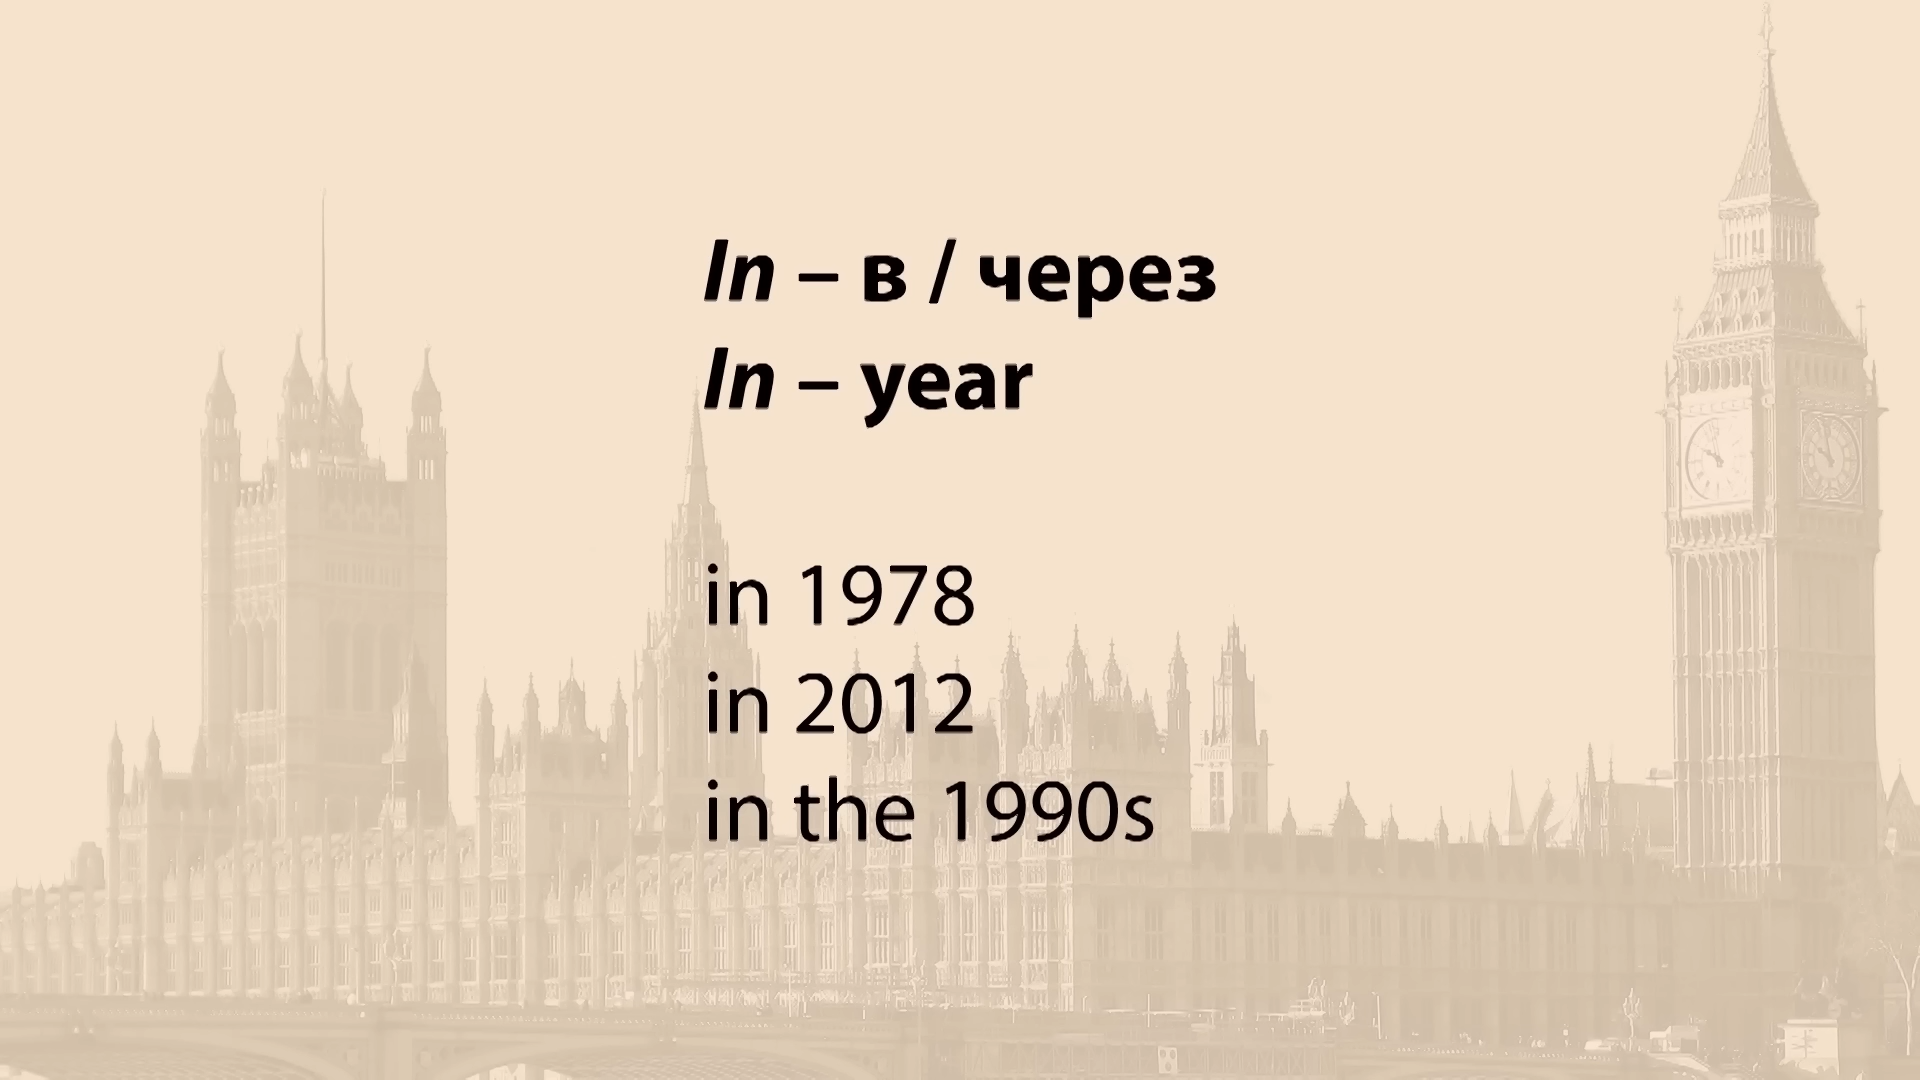 In – в / через
In – year
in 1978
in 2012
in the 1990s